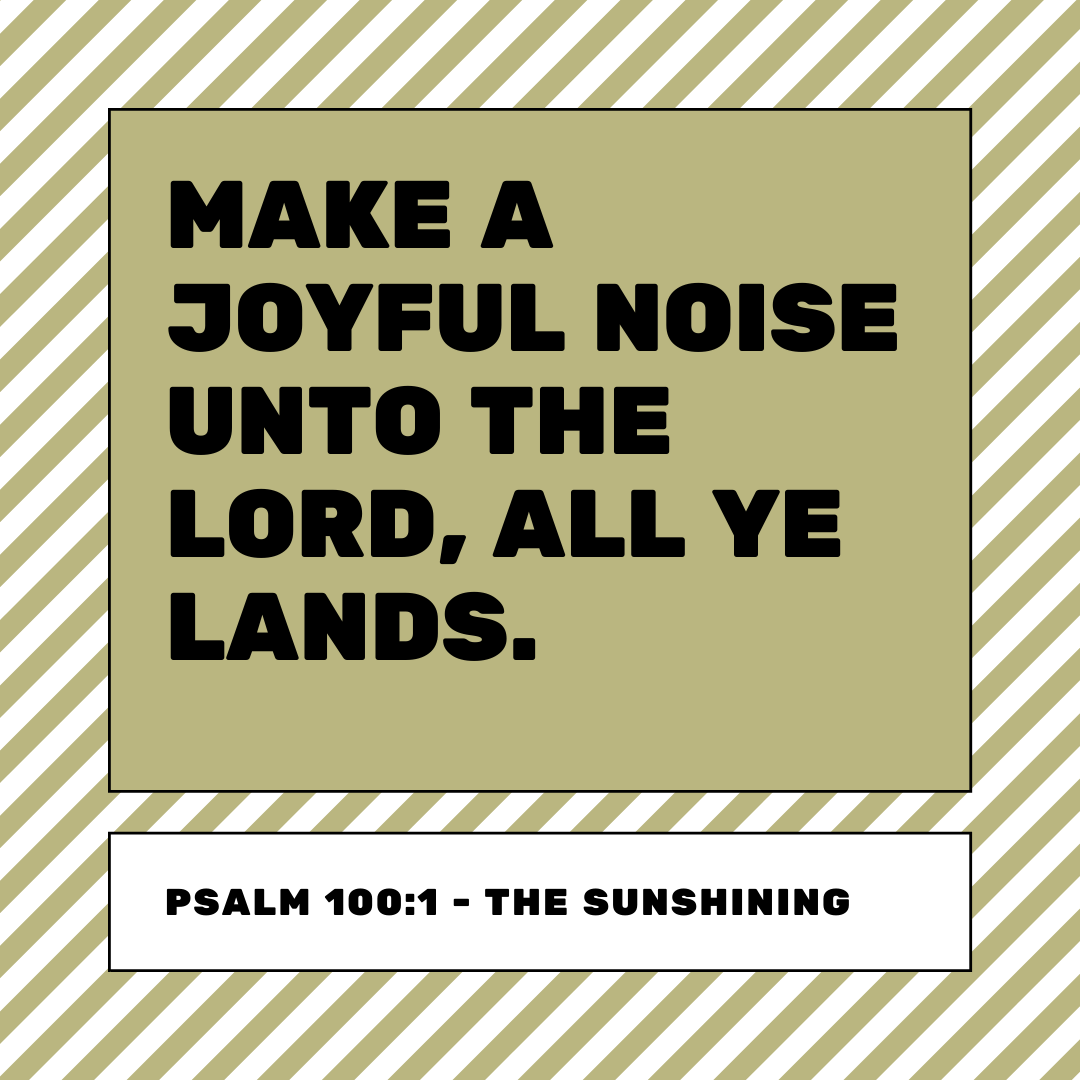 MAKE A
JOYFUL NOISE
UNTO THE
LORD, ALL YE
LANDS.
PSALM 100:1 - THE SUNSHINING